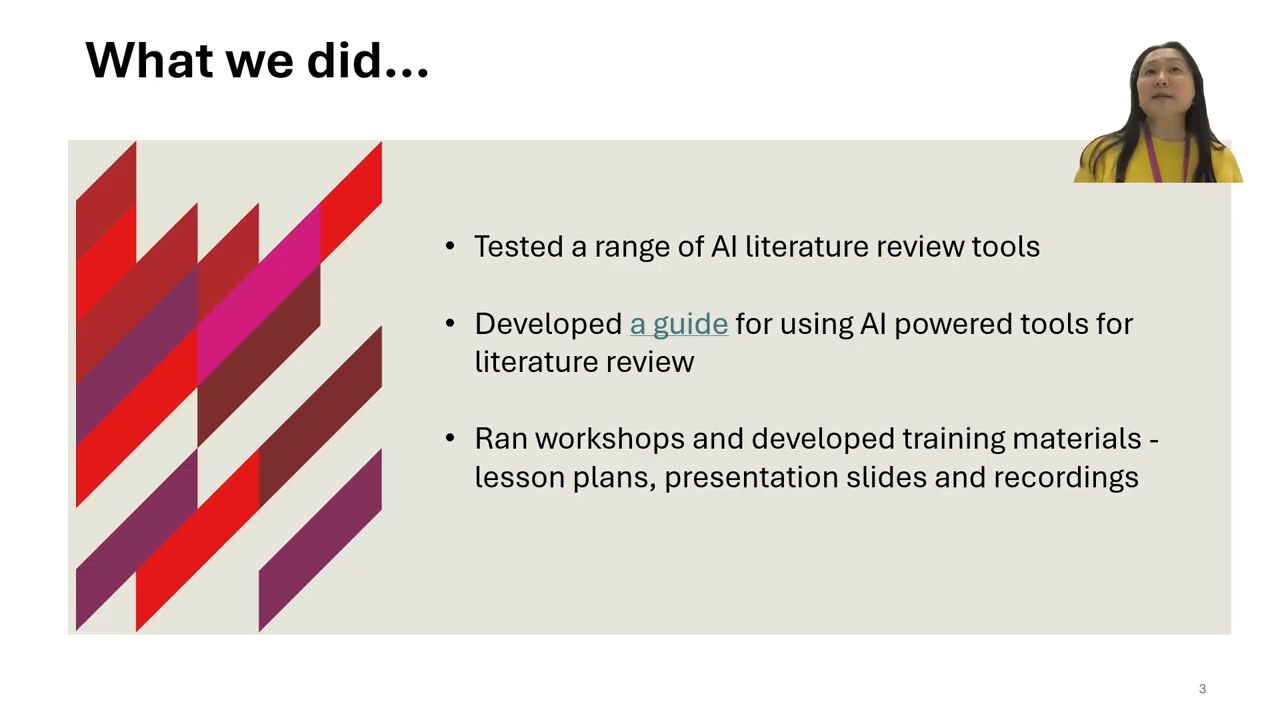 What we did...
• Tested a range of AI literature review tools
• Developed a guide for using AI powered tools for
literature review
• Ran workshops and developed training materials -
lesson plans, presentation slides and recordings
3